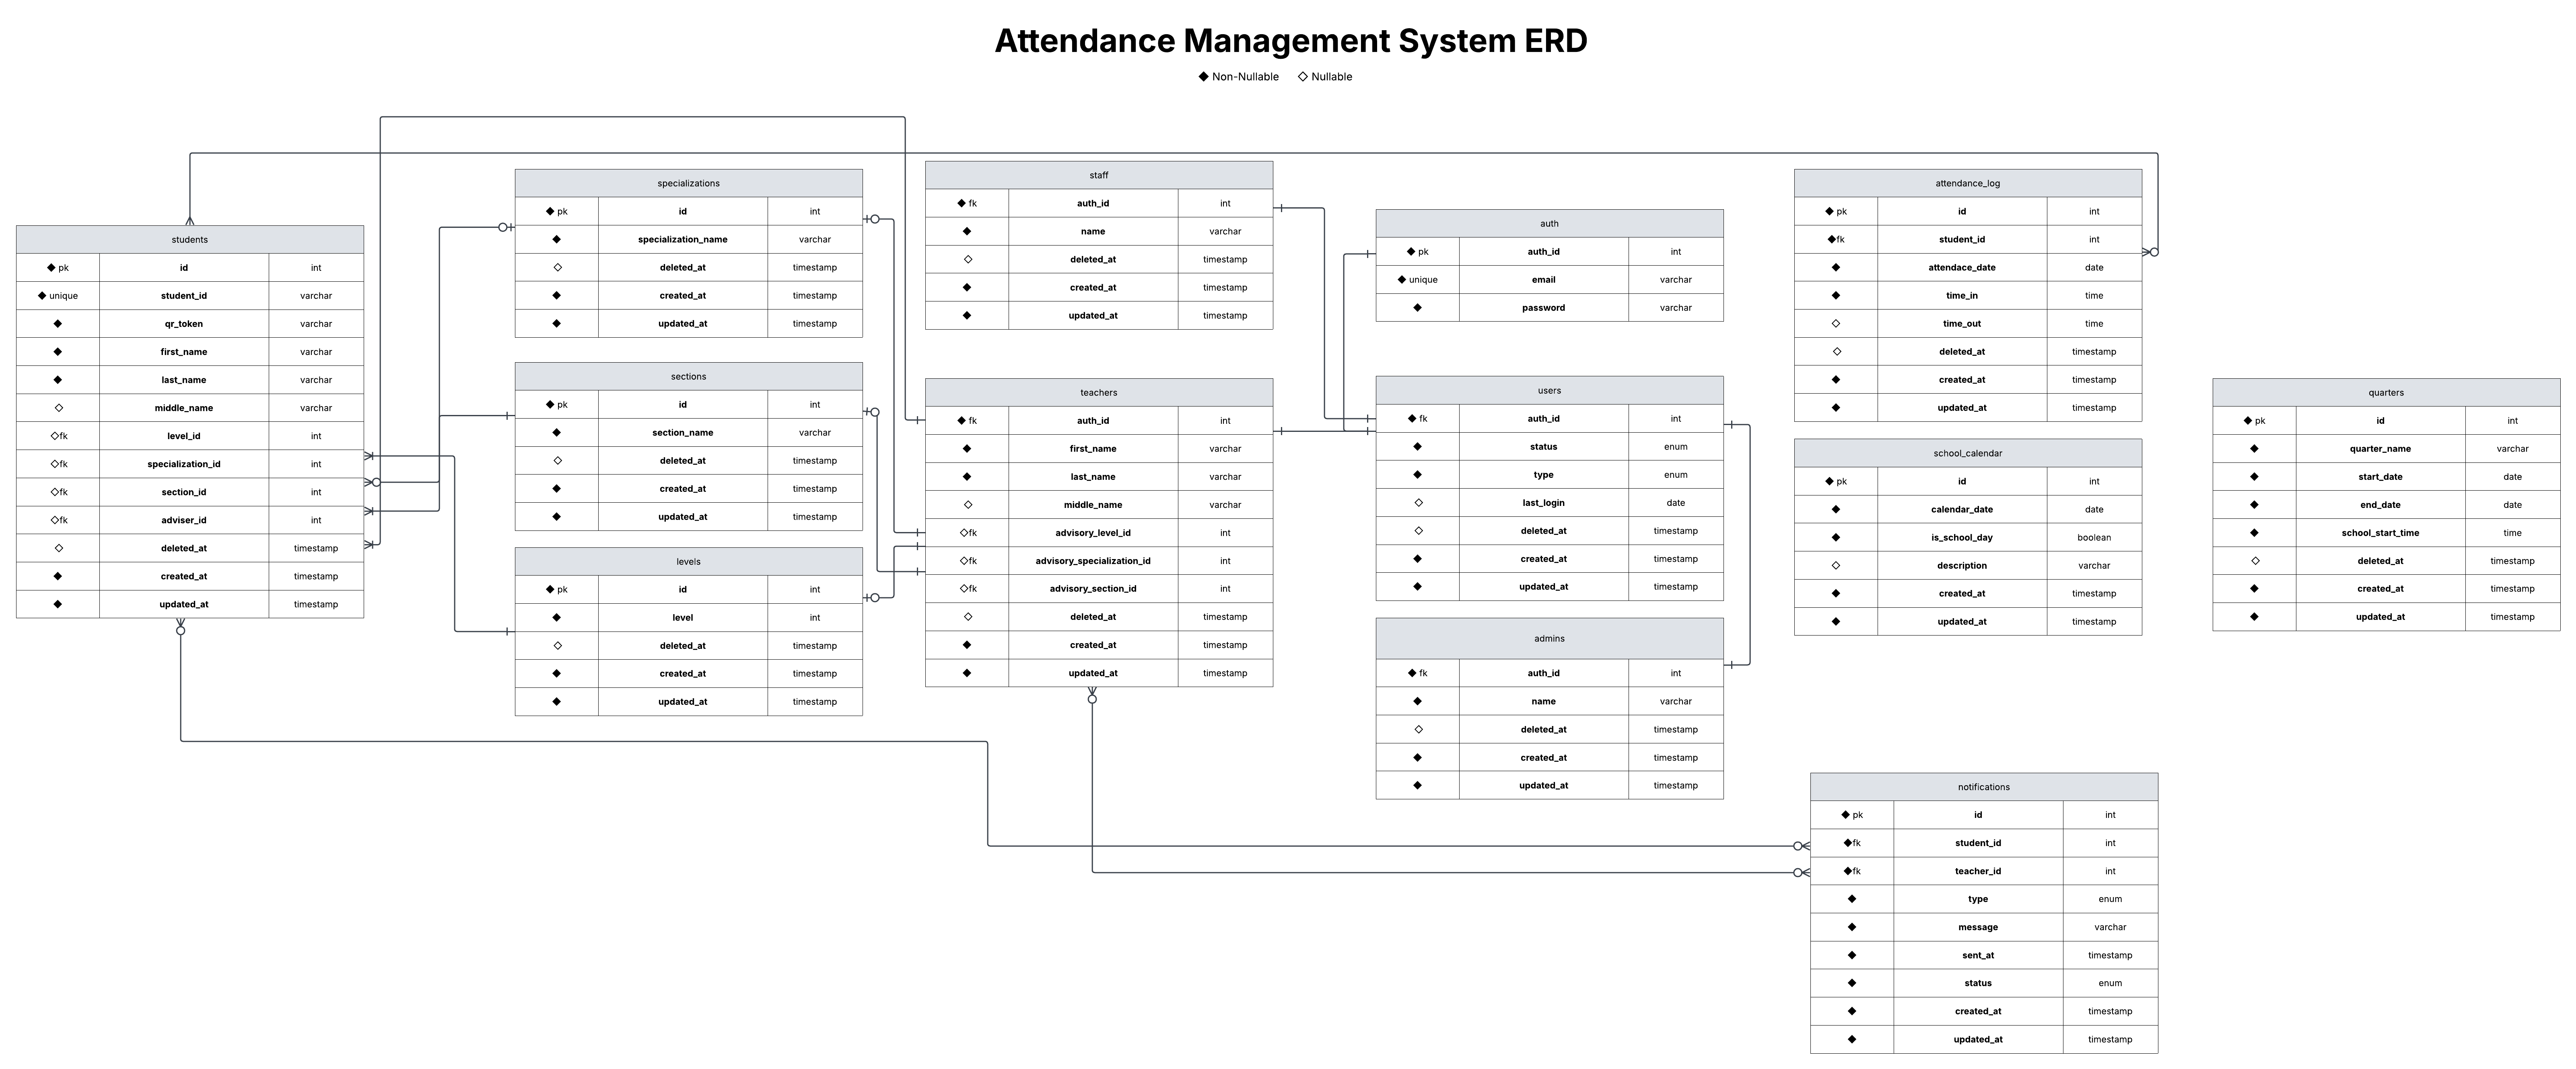 Attendance Management System ERD
◆ Non-Nullable ◇ Nullable
students
◆ pk id int
◆ unique student_id varchar
◆ qr_token varchar
◆ first_name varchar
◆ last_name varchar
◇ middle_name varchar
◇fk level_id int
◇fk specialization_id int
◇fk section_id int
◇fk adviser_id int
◇ deleted_at timestamp
◆ created_at timestamp
◆ updated_at timestamp
specializations
◆ pk id int
◆ specialization_name varchar
◇ deleted_at timestamp
◆ created_at timestamp
◆ updated_at timestamp
sections
◆ pk id int
◆ section_name varchar
◇ deleted_at timestamp
◆ created_at timestamp
◆ updated_at timestamp
levels
◆ pk id int
◆ level int
◇ deleted_at timestamp
◆ created_at timestamp
◆ updated_at timestamp
staff
◆ fk auth_id int
◆ name varchar
◇ deleted_at timestamp
◆ created_at timestamp
◆ updated_at timestamp
teachers
◆ fk auth_id int
◆ first_name varchar
◆ last_name varchar
◇ middle_name varchar
◇fk advisory_level_id int
◇fk advisory_specialization_id int
◇fk advisory_section_id int
◇ deleted_at timestamp
◆ created_at timestamp
◆ updated_at timestamp
auth
◆ pk auth_id int
◆ unique email varchar
◆ password varchar
users
◆ fk auth_id int
◆ status enum
◆ type enum
◇ last_login date
◇ deleted_at timestamp
◆ created_at timestamp
◆ updated_at timestamp
admins
◆ fk auth_id int
◆ name varchar
◇ deleted_at timestamp
◆ created_at timestamp
◆ updated_at timestamp
attendance_log
◆ pk id int
◆fk student_id int
◆ attendace_date date
◆ time_in time
◇ time_out time
◇ deleted_at timestamp
◆ created_at timestamp
◆ updated_at timestamp
school_calendar
◆ pk id int
◆ calendar_date date
◆ is_school_day boolean
◇ description varchar
◆ created_at timestamp
◆ updated_at timestamp
quarters
◆ pk id int
◆ quarter_name varchar
◆ start_date date
◆ end_date date
◆ school_start_time time
◇ deleted_at timestamp
◆ created_at timestamp
◆ updated_at timestamp
notifications
◆ pk id int
◆fk student_id int
◆fk teacher_id int
◆ type enum
◆ message varchar
◆ sent_at timestamp
◆ status enum
◆ created_at timestamp
◆ updated_at timestamp